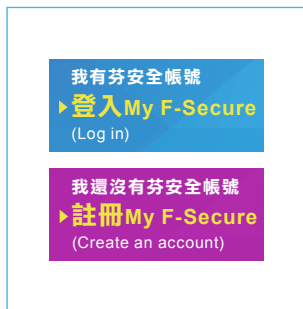 我有芬安全帳號
登入My F-Secure
(Log in)
我還沒有芬安全帳號
註冊My F-Secure
(Create an account)